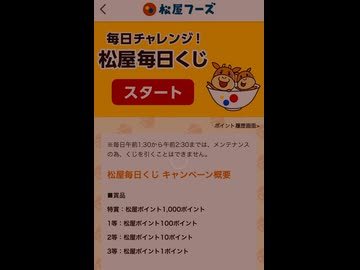 松屋フーズ
毎日チャレンジ！
松屋毎日くじ
スタート
ポイント履歴画面>
※毎日午前1:30から午前2:30までは、メンテナンス
の為、くじを引くことはできません。
松屋毎日くじ キャンペーン概要
■賞品
特賞：松屋ポイント1,000ポイント
1等：松屋ポイント100ポイント
2等：松屋ポイント10ポイント
3等：松屋ポイント1ポイント